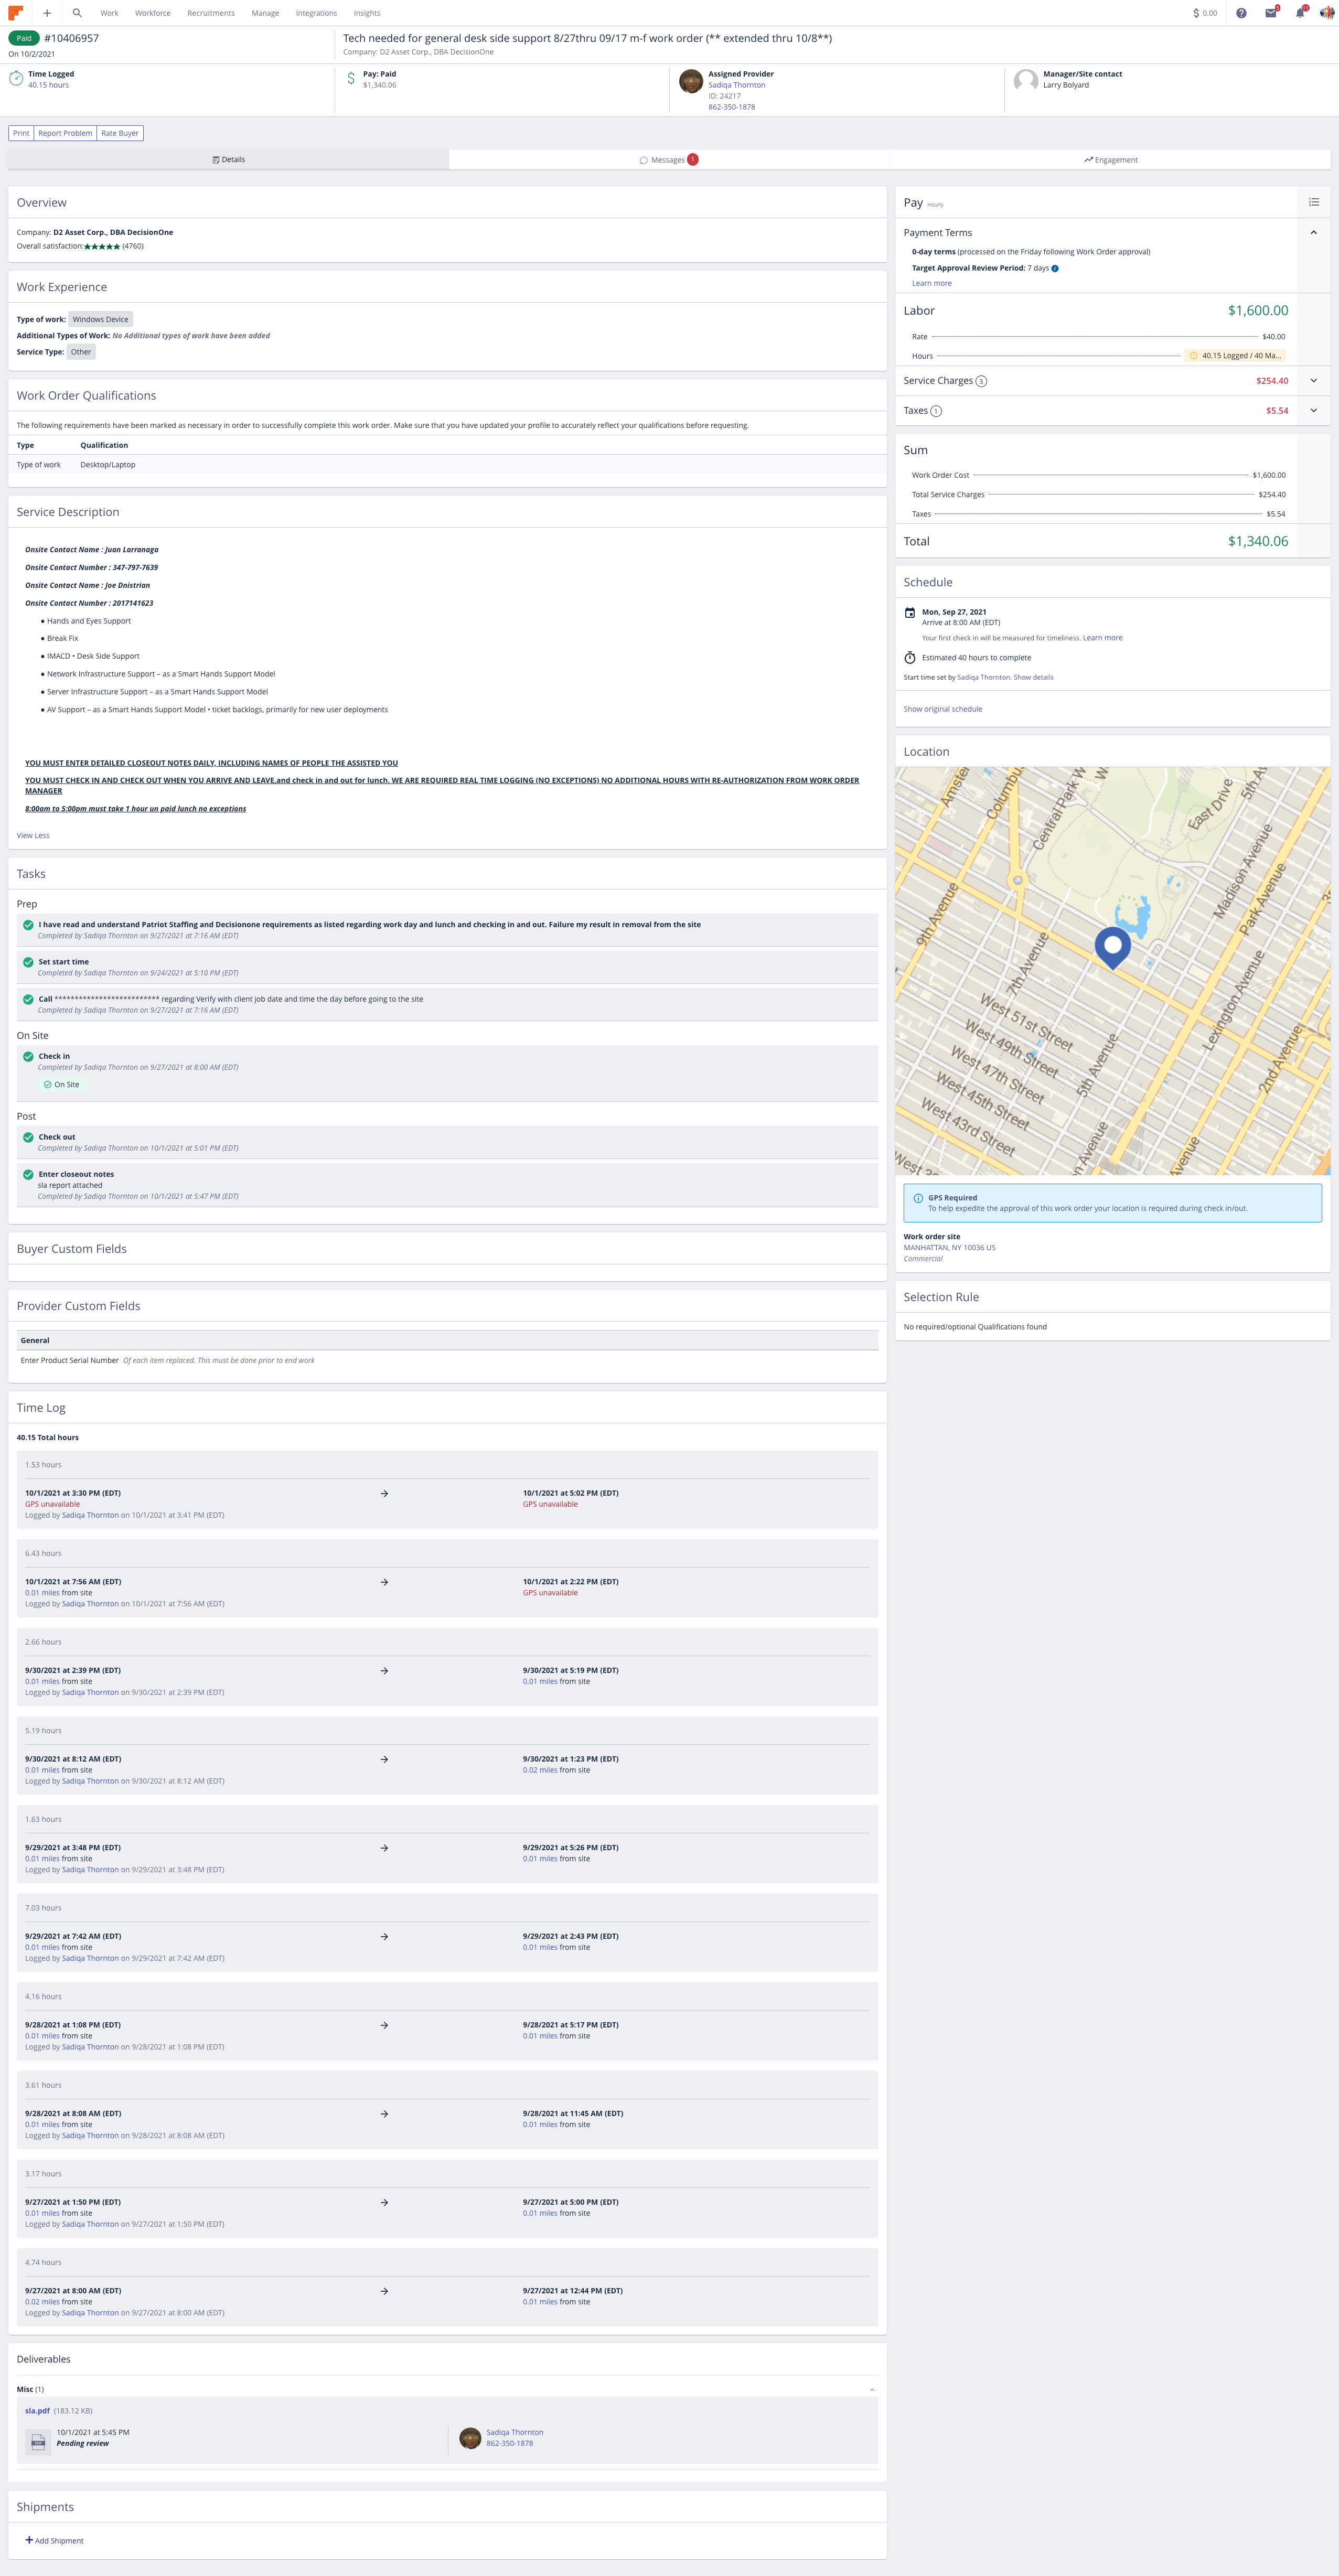 Work Workforce Recruitments Manage Integrations Insights $ 0.00 5 11
Paid #10406957
On 10/2/2021
Tech needed for general desk side support 8/27thru 09/17 m-f work order (** extended thru 10/8**)
Company: D2 Asset Corp., DBA DecisionOne
Time Logged
40.15 hours
Pay: Paid
$1,340.06
Assigned Provider
Sadiqa Thornton
ID: 24217
862-350-1878
Manager/Site contact
Larry Bolyard
Print Report Problem Rate Buyer
Details Messages 1 Engagement
Overview
Company: D2 Asset Corp., DBA DecisionOne
Overall satisfaction:★★★★★ (4760)
Work Experience
Type of work: Windows Device
Additional Types of Work: No Additional types of work have been added
Service Type: Other
Work Order Qualifications
The following requirements have been marked as necessary in order to successfully complete this work order. Make sure that you have updated your profile to accurately reflect your qualifications before requesting.
Type Qualification
Type of work Desktop/Laptop
Service Description
Onsite Contact Name : Juan Larranaga
Onsite Contact Number : 347-797-7639
Onsite Contact Name : Joe Dnistrian
Onsite Contact Number : 2017141623
● Hands and Eyes Support
● Break Fix
● IMACD • Desk Side Support
● Network Infrastructure Support – as a Smart Hands Support Model
● Server Infrastructure Support – as a Smart Hands Support Model
● AV Support – as a Smart Hands Support Model • ticket backlogs, primarily for new user deployments
YOU MUST ENTER DETAILED CLOSEOUT NOTES DAILY, INCLUDING NAMES OF PEOPLE THE ASSISTED YOU
YOU MUST CHECK IN AND CHECK OUT WHEN YOU ARRIVE AND LEAVE,and check in and out for lunch. WE ARE REQUIRED REAL TIME LOGGING (NO EXCEPTIONS) NO ADDITIONAL HOURS WITH RE-AUTHORIZATION FROM WORK ORDER
MANAGER
8:00am to 5:00pm must take 1 hour un paid lunch no exceptions
View Less
Tasks
Prep
I have read and understand Patriot Staffing and Decisionone requirements as listed regarding work day and lunch and checking in and out. Failure my result in removal from the site
Completed by Sadiqa Thornton on 9/27/2021 at 7:16 AM (EDT)
Set start time
Completed by Sadiqa Thornton on 9/24/2021 at 5:10 PM (EDT)
Call ************************** regarding Verify with client job date and time the day before going to the site
Completed by Sadiqa Thornton on 9/27/2021 at 7:16 AM (EDT)
On Site
Check in
Completed by Sadiqa Thornton on 9/27/2021 at 8:00 AM (EDT)
On Site
Post
Check out
Completed by Sadiqa Thornton on 10/1/2021 at 5:01 PM (EDT)
Enter closeout notes
sla report attached
Completed by Sadiqa Thornton on 10/1/2021 at 5:47 PM (EDT)
Buyer Custom Fields
Provider Custom Fields
General
Enter Product Serial Number Of each item replaced. This must be done prior to end work
Time Log
40.15 Total hours
1.53 hours
10/1/2021 at 3:30 PM (EDT) → 10/1/2021 at 5:02 PM (EDT)
GPS unavailable GPS unavailable
Logged by Sadiqa Thornton on 10/1/2021 at 3:41 PM (EDT)
6.43 hours
10/1/2021 at 7:56 AM (EDT) → 10/1/2021 at 2:22 PM (EDT)
0.01 miles from site GPS unavailable
Logged by Sadiqa Thornton on 10/1/2021 at 7:56 AM (EDT)
2.66 hours
9/30/2021 at 2:39 PM (EDT) → 9/30/2021 at 5:19 PM (EDT)
0.01 miles from site 0.01 miles from site
Logged by Sadiqa Thornton on 9/30/2021 at 2:39 PM (EDT)
5.19 hours
9/30/2021 at 8:12 AM (EDT) → 9/30/2021 at 1:23 PM (EDT)
0.01 miles from site 0.02 miles from site
Logged by Sadiqa Thornton on 9/30/2021 at 8:12 AM (EDT)
1.63 hours
9/29/2021 at 3:48 PM (EDT) → 9/29/2021 at 5:26 PM (EDT)
0.01 miles from site 0.01 miles from site
Logged by Sadiqa Thornton on 9/29/2021 at 3:48 PM (EDT)
7.03 hours
9/29/2021 at 7:42 AM (EDT) → 9/29/2021 at 2:43 PM (EDT)
0.01 miles from site 0.01 miles from site
Logged by Sadiqa Thornton on 9/29/2021 at 7:42 AM (EDT)
4.16 hours
9/28/2021 at 1:08 PM (EDT) → 9/28/2021 at 5:17 PM (EDT)
0.01 miles from site 0.01 miles from site
Logged by Sadiqa Thornton on 9/28/2021 at 1:08 PM (EDT)
3.61 hours
9/28/2021 at 8:08 AM (EDT) → 9/28/2021 at 11:45 AM (EDT)
0.01 miles from site 0.01 miles from site
Logged by Sadiqa Thornton on 9/28/2021 at 8:08 AM (EDT)
3.17 hours
9/27/2021 at 1:50 PM (EDT) → 9/27/2021 at 5:00 PM (EDT)
0.01 miles from site 0.01 miles from site
Logged by Sadiqa Thornton on 9/27/2021 at 1:50 PM (EDT)
4.74 hours
9/27/2021 at 8:00 AM (EDT) → 9/27/2021 at 12:44 PM (EDT)
0.02 miles from site 0.01 miles from site
Logged by Sadiqa Thornton on 9/27/2021 at 8:00 AM (EDT)
Deliverables
Misc (1)
sla.pdf (183.12 KB)
PDF
10/1/2021 at 5:45 PM
Pending review
Sadiqa Thornton
862-350-1878
Shipments
+ Add Shipment
Pay Hourly
Payment Terms
0-day terms (processed on the Friday following Work Order approval)
Target Approval Review Period: 7 days
Learn more
Labor $1,600.00
Rate $40.00
Hours 40.15 Logged / 40 Ma...
Service Charges 3 $254.40
Taxes 1 $5.54
Sum
Work Order Cost $1,600.00
Total Service Charges $254.40
Taxes $5.54
Total $1,340.06
Schedule
Mon, Sep 27, 2021
Arrive at 8:00 AM (EDT)
Your first check in will be measured for timeliness. Learn more
Estimated 40 hours to complete
Start time set by Sadiqa Thornton. Show details
Show original schedule
Location
Amster
Columbu
Central Park W
W
East Drive
5th A
9th Avenue
Madison Avenue
Park Avenue
7th Avenue
West 51st Street
West 49th Street
West 47th Street
West 45th Street
West 43rd Street
5th Avenue
Lexington Avenue
2nd Avenue
GPS Required
To help expedite the approval of this work order your location is required during check in/out.
Work order site
MANHATTAN, NY 10036 US
Commercial
Selection Rule
No required/optional Qualifications found